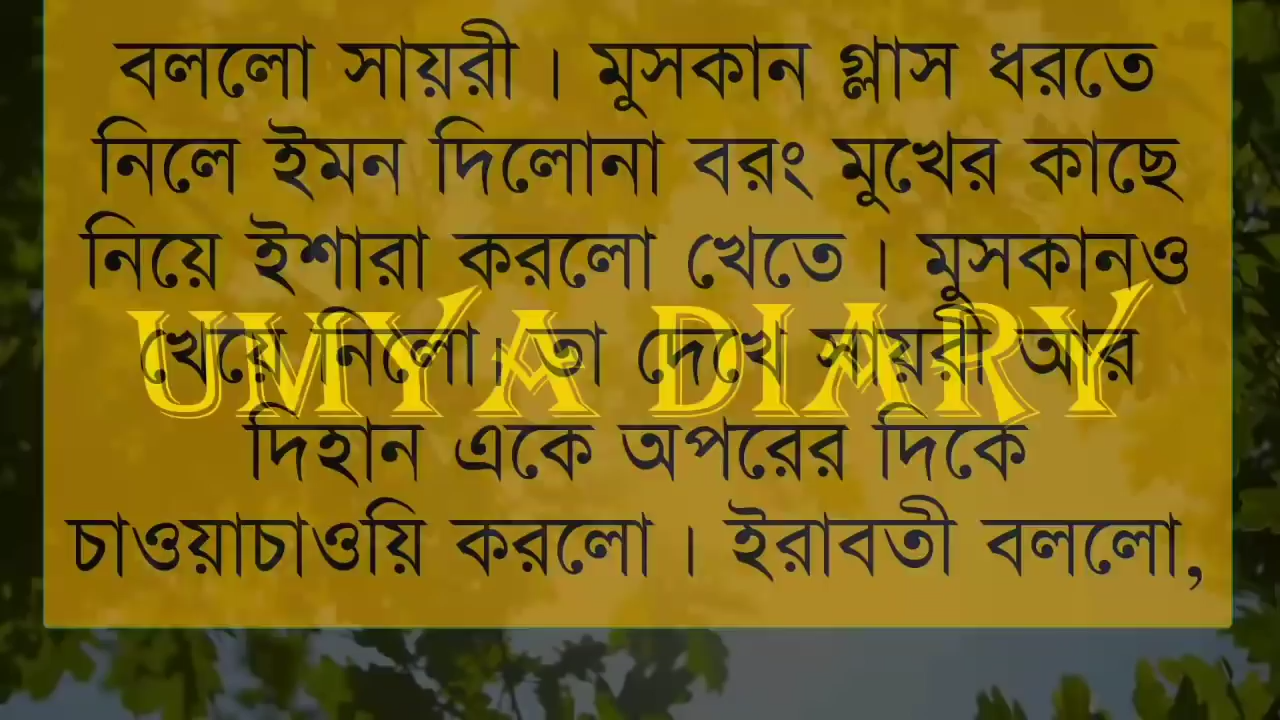 বললো সায়রী । মুসকান গ্লাস ধরতে
নিলে ইমন দিলোনা বরং মুখের কাছে
নিয়ে ইশারা করলো খেতে । মুসকানও
খেয়ে নিলো। তা দেখে সায়রী আর
UMYA DIARY
দিহান একে অপরের দিকে
চাওয়াচাওয়ি করলো । ইরাবতী বললো,